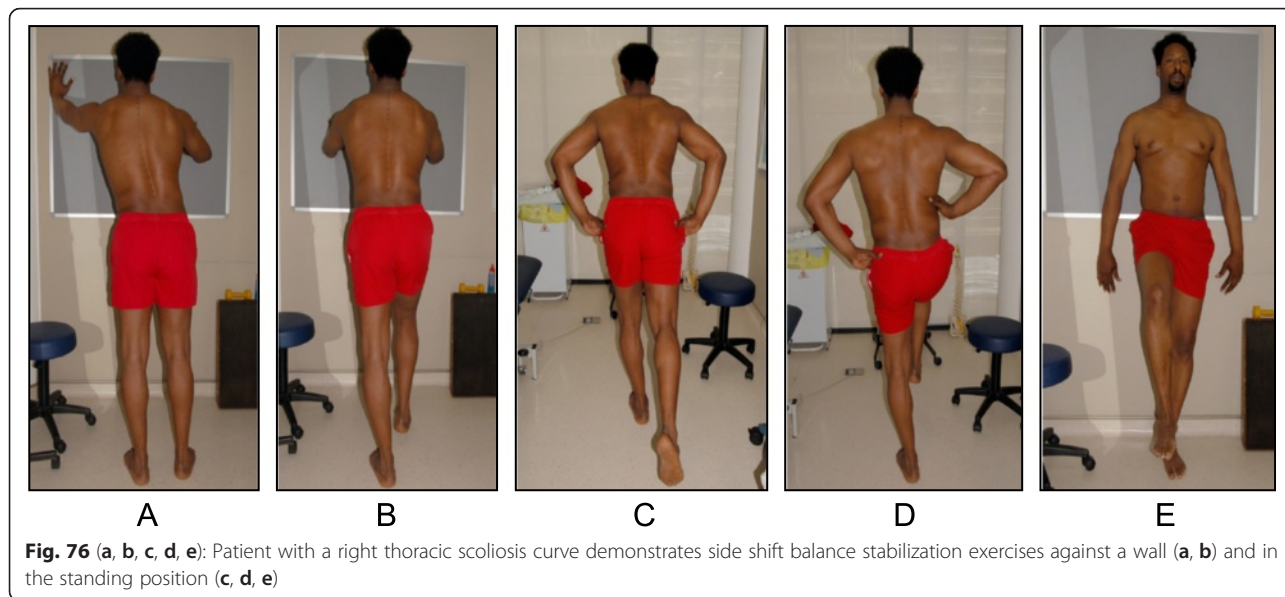 A B C D E
Fig. 76 (a, b, c, d, e): Patient with a right thoracic scoliosis curve demonstrates side shift balance stabilization exercises against a wall (a, b) and in
the standing position (c, d, e)